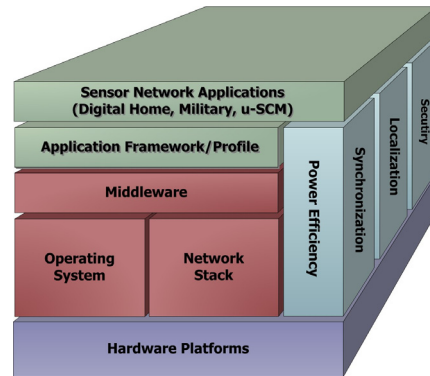 Sensor Network Applications
(Digital Home, Military, u-SCM)
Application Framework/Profile
Middleware
Operating
System
Network
Stack
Power Efficiency
Synchronization
Localization
Secutiry
Hardware Platforms